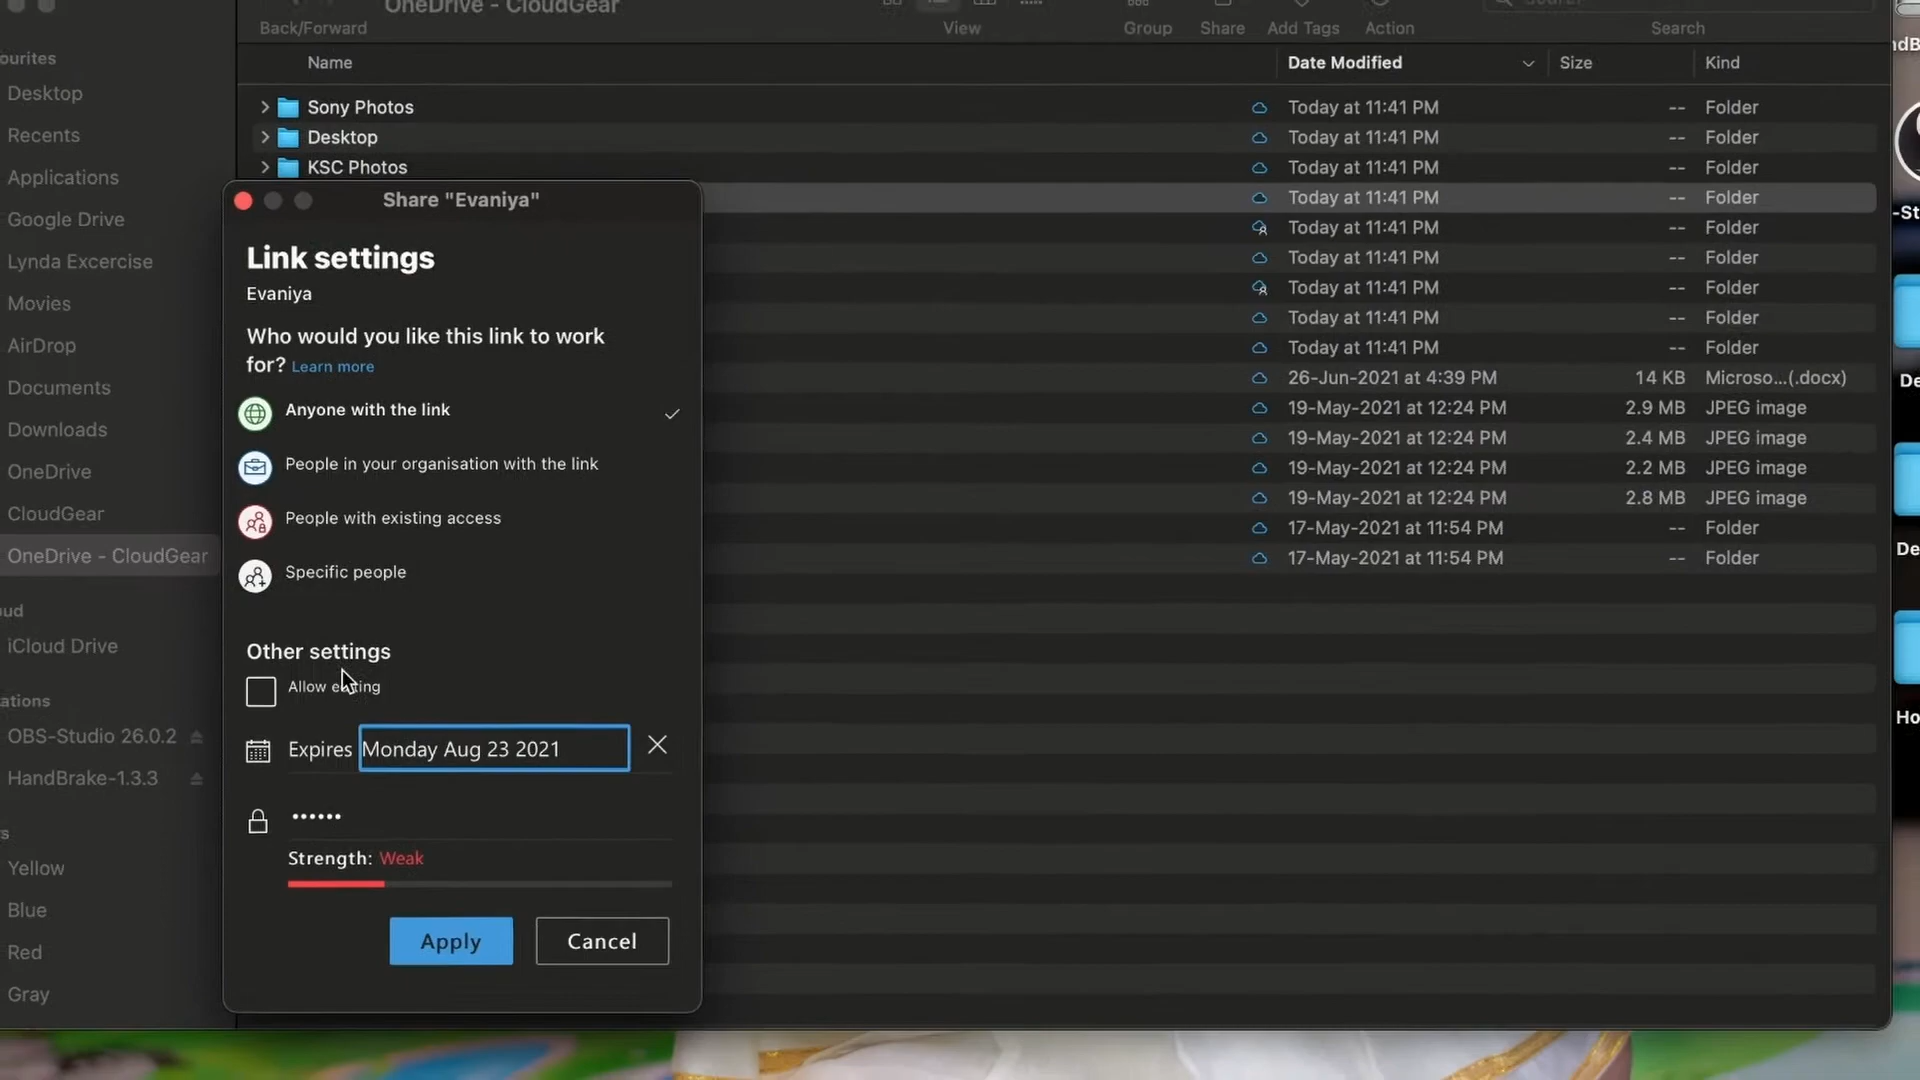 OneDrive - CloudGear
Back/Forward
View
Group
Share
Add Tags
Action
Search
Name
Date Modified
Size
Kind
ourites
Desktop
Recents
Applications
Google Drive
Lynda Excercise
Movies
AirDrop
Documents
Downloads
OneDrive
CloudGear
OneDrive - CloudGear
oud
iCloud Drive
ations
OBS-Studio 26.0.2
HandBrake-1.3.3
s
Yellow
Blue
Red
Gray
Sony Photos Today at 11:41 PM -- Folder
Desktop Today at 11:41 PM -- Folder
KSC Photos Today at 11:41 PM -- Folder
Today at 11:41 PM -- Folder
Today at 11:41 PM -- Folder
Today at 11:41 PM -- Folder
Today at 11:41 PM -- Folder
Today at 11:41 PM -- Folder
Today at 11:41 PM -- Folder
26-Jun-2021 at 4:39 PM 14 KB Microso...(.docx)
19-May-2021 at 12:24 PM 2.9 MB JPEG image
19-May-2021 at 12:24 PM 2.4 MB JPEG image
19-May-2021 at 12:24 PM 2.2 MB JPEG image
19-May-2021 at 12:24 PM 2.8 MB JPEG image
17-May-2021 at 11:54 PM -- Folder
17-May-2021 at 11:54 PM -- Folder
Share "Evaniya"
Link settings
Evaniya
Who would you like this link to work
for? Learn more
Anyone with the link
People in your organisation with the link
People with existing access
Specific people
Other settings
Allow editing
Expires Monday Aug 23 2021
••••••
Strength: Weak
Apply
Cancel
ndB
-St
De
De
Ho